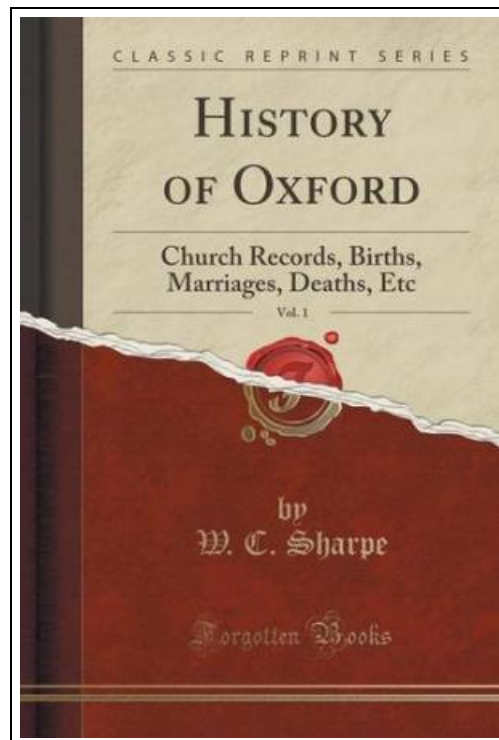 CLASSIC REPRINT SERIES
HISTORY
OF OXFORD
Church Records, Births,
Marriages, Deaths, Etc
Vol. 1
by
W. C. Sharpe
Forgotten Books